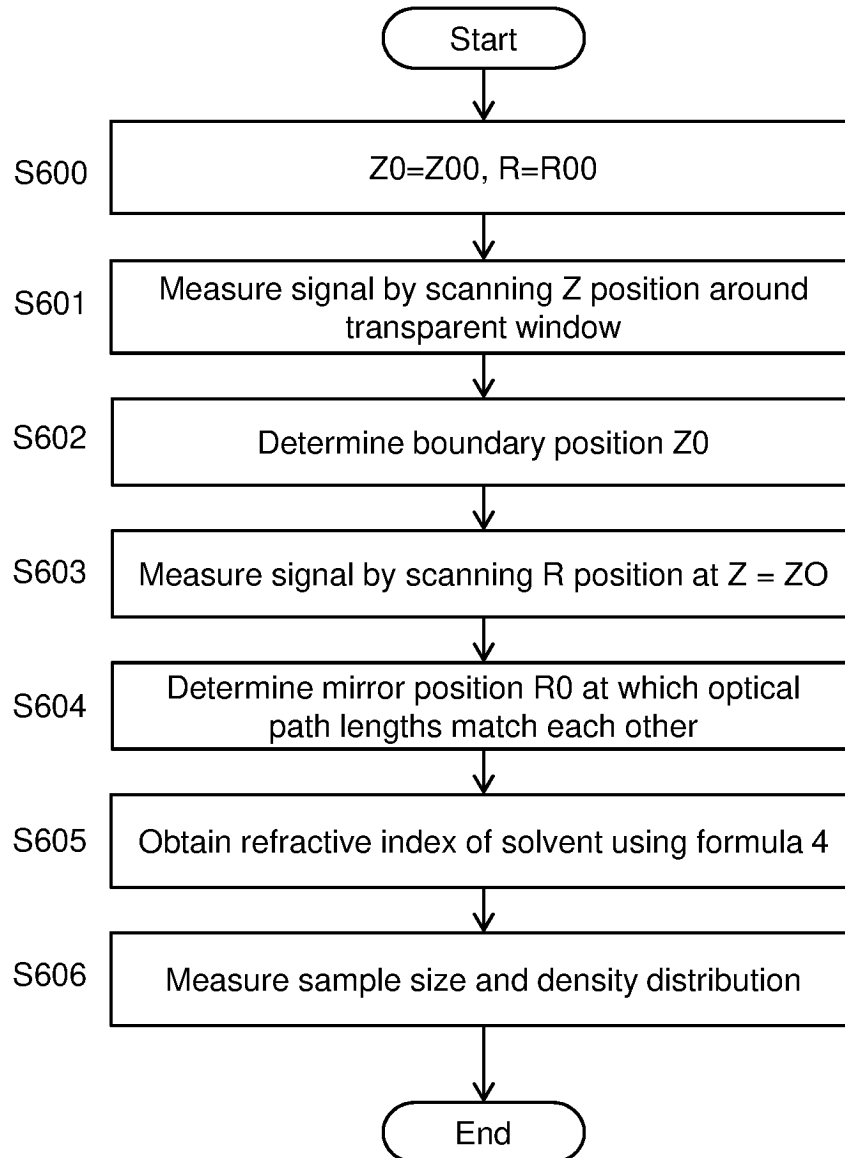 Start
S600
Z0=Z00, R=R00
S601
Measure signal by scanning Z position around
transparent window
S602
Determine boundary position Z0
S603
Measure signal by scanning R position at Z = ZO
S604
Determine mirror position R0 at which optical
path lengths match each other
S605
Obtain refractive index of solvent using formula 4
S606
Measure sample size and density distribution
End